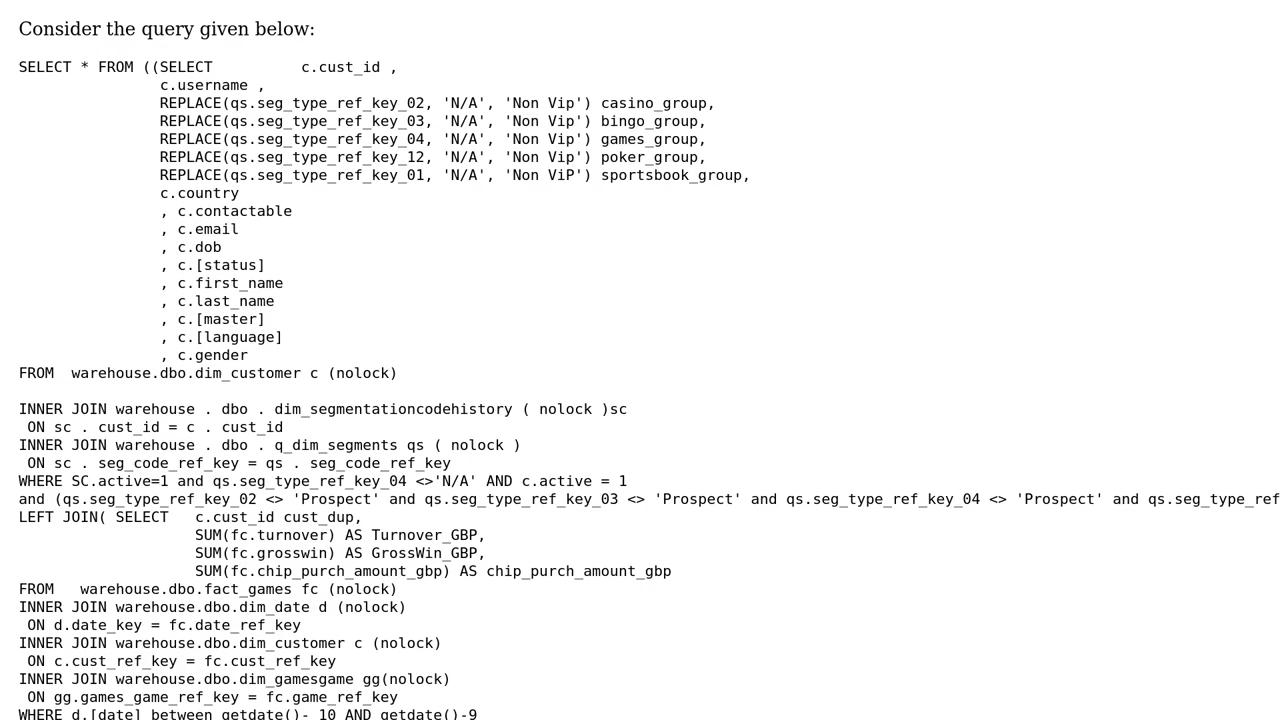 Consider the query given below:
SELECT * FROM ((SELECT          c.cust_id ,
                c.username ,
                REPLACE(qs.seg_type_ref_key_02, 'N/A', 'Non Vip') casino_group,
                REPLACE(qs.seg_type_ref_key_03, 'N/A', 'Non Vip') bingo_group,
                REPLACE(qs.seg_type_ref_key_04, 'N/A', 'Non Vip') games_group,
                REPLACE(qs.seg_type_ref_key_12, 'N/A', 'Non Vip') poker_group,
                REPLACE(qs.seg_type_ref_key_01, 'N/A', 'Non ViP') sportsbook_group,
                c.country
                , c.contactable
                , c.email
                , c.dob
                , c.[status]
                , c.first_name
                , c.last_name
                , c.[master]
                , c.[language]
                , c.gender
FROM  warehouse.dbo.dim_customer c (nolock)
INNER JOIN warehouse . dbo . dim_segmentationcodehistory ( nolock )sc
 ON sc . cust_id = c . cust_id
INNER JOIN warehouse . dbo . q_dim_segments qs ( nolock )
 ON sc . seg_code_ref_key = qs . seg_code_ref_key
WHERE SC.active=1 and qs.seg_type_ref_key_04 <>'N/A' AND c.active = 1
and (qs.seg_type_ref_key_02 <> 'Prospect' and qs.seg_type_ref_key_03 <> 'Prospect' and qs.seg_type_ref_key_04 <> 'Prospect' and qs.seg_type_ref
LEFT JOIN( SELECT   c.cust_id cust_dup,
                    SUM(fc.turnover) AS Turnover_GBP,
                    SUM(fc.grosswin) AS GrossWin_GBP,
                    SUM(fc.chip_purch_amount_gbp) AS chip_purch_amount_gbp
FROM   warehouse.dbo.fact_games fc (nolock)
INNER JOIN warehouse.dbo.dim_date d (nolock)
 ON d.date_key = fc.date_ref_key
INNER JOIN warehouse.dbo.dim_customer c (nolock)
 ON c.cust_ref_key = fc.cust_ref_key
INNER JOIN warehouse.dbo.dim_gamesgame gg(nolock)
 ON gg.games_game_ref_key = fc.game_ref_key
WHERE d.[date] between getdate()- 10 AND getdate()-9